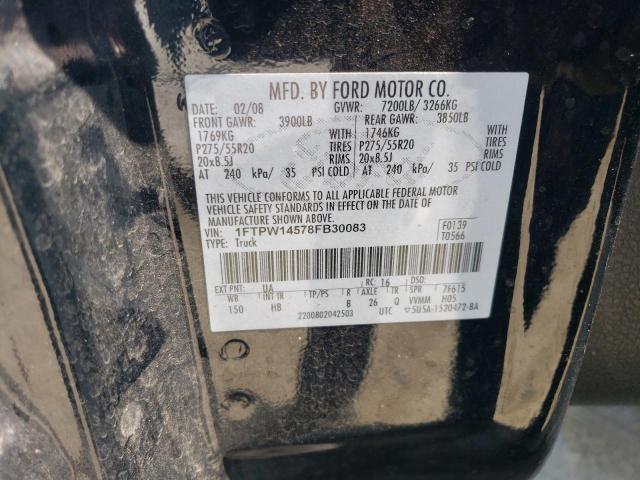 MFD. BY FORD MOTOR CO.
DATE: 02/08 GVWR: 7200LB/ 3266KG
FRONT GAWR: 3900LB REAR GAWR: 3850LB
1769KG WITH 1746KG WITH
P275/55R20 TIRES P275/55R20 TIRES
20x8.5J RIMS 20x8.5J RIMS
AT 240 kPa/ 35 PSI COLD AT 240 kPa/ 35 PSI COLD
THIS VEHICLE CONFORMS TO ALL APPLICABLE FEDERAL MOTOR
VEHICLE SAFETY STANDARDS IN EFFECT ON THE DATE OF
MANUFACTURE SHOWN ABOVE.
VIN: 1FTPW14578FB30083 F0139
TYPE: Truck T0566
EXT PNT: UA RC: 16 DSO:
WB INT TR TP/PS R AXLE TR SPR 7F615
150 HB B 26 Q VVMM H05
2200802042503 UTC 5U5A-1520472-BA